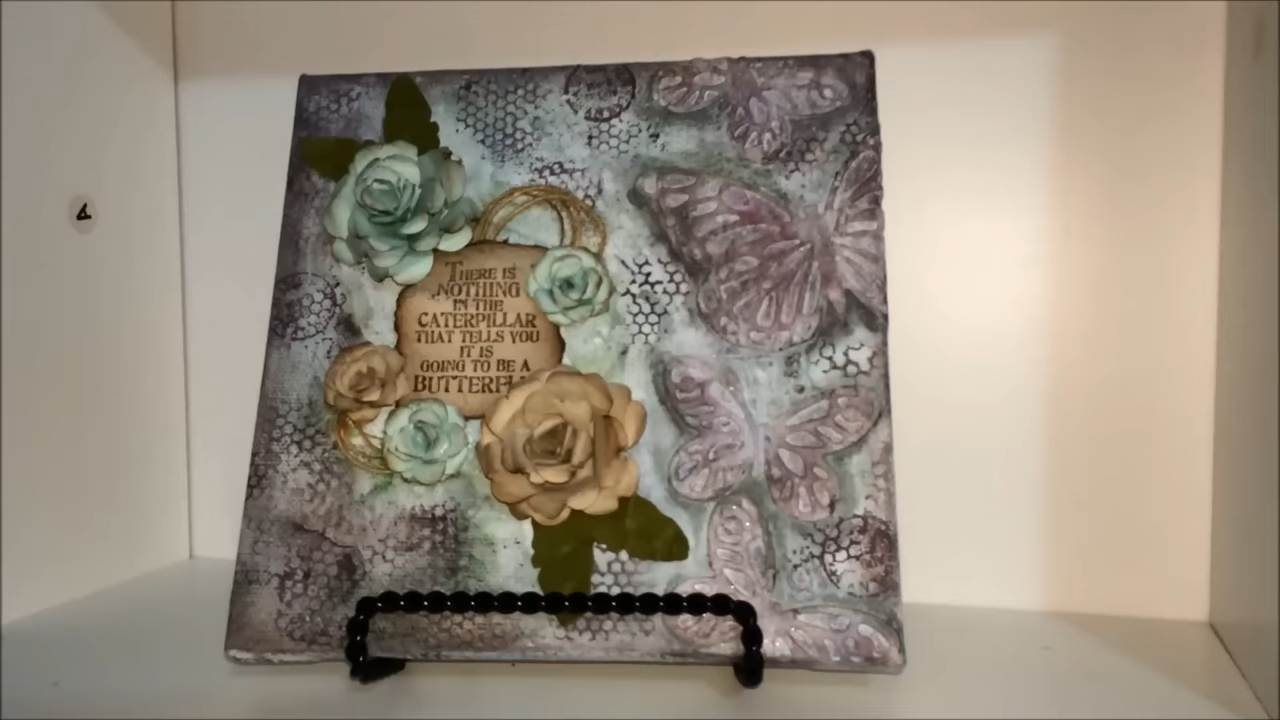 THERE IS
NOTHING
IN THE
CATERPILLAR
THAT TELLS YOU
IT IS
GOING TO BE A